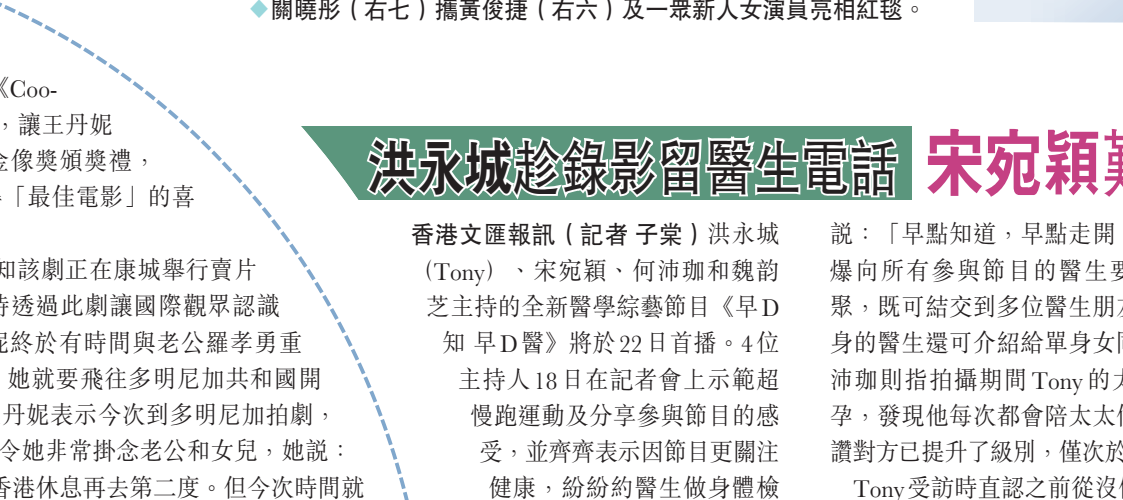 ◆關曉彤（右七）攜黃俊捷（右六）及一眾新人女演員亮相紅毯。
《Coo-
，讓王丹妮
金像獎頒獎禮，
「最佳電影」的喜
知該劇正在康城舉行賣片
透過此劇讓國際觀眾認識
終於有時間與老公羅孝勇重
，她就要飛往多明尼加共和國開
丹妮表示今次到多明尼加拍劇，
令她非常掛念老公和女兒，她說：
香港休息再去第二度。但今次時間就
洪永城趁錄影留醫生電話 宋宛穎
香港文匯報訊（記者 子棠）洪永城
（Tony）、宋宛穎、何沛珈和魏韵
芝主持的全新醫學綜藝節目《早D
知 早D醫》將於22日首播。4位
主持人18日在記者會上示範超
慢跑運動及分享參與節目的感
受，並齊齊表示因節目更關注
健康，紛紛約醫生做身體檢
說：「早點知道，早點走開
爆向所有參與節目的醫生要
聚，既可結交到多位醫生朋友
身的醫生還可介紹給單身女同
沛珈則指拍攝期間Tony的太
孕，發現他每次都會陪太太
讚對方已提升了級別，僅次於
Tony受訪時直認之前從沒